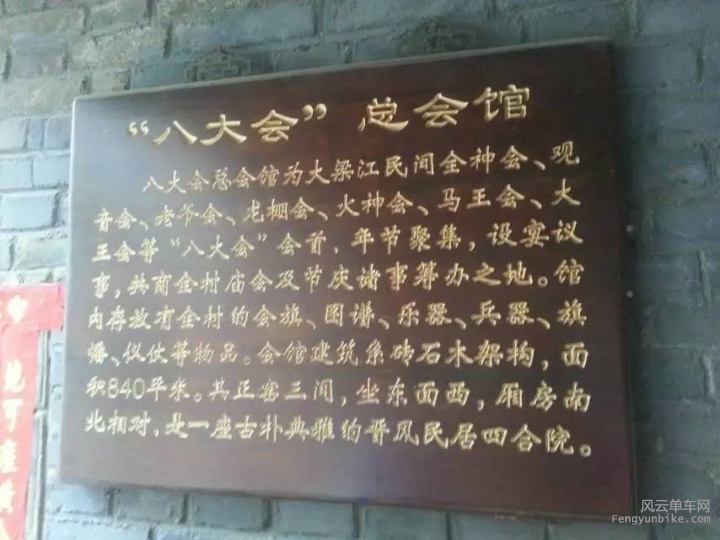 “八大会”总会馆
八大会总会馆为大梁江民间全神会、观
音会、老爷会、龙棚会、火神会、马王会、大
王会等“八大会”会首，年节聚集，设宴议
事，共商全村庙会及节庆诸事筹办之地。馆
内存放有全村的会旗、图谱、乐器、兵器、旗
幡、仪仗等物品。会馆建筑系砖石木架构，面
积840平米。其正窑三间，坐东面西，厢房南
北相对，是一座古朴典雅的晋风民居四合院。
风云单车网
Fengyunbike.com